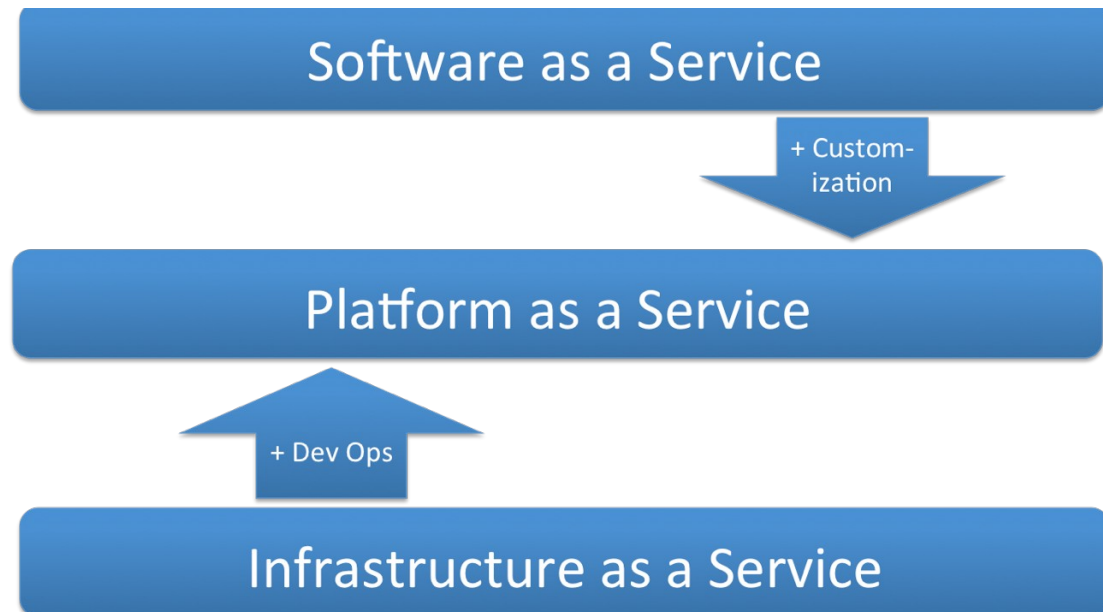 Software as a Service
+ Custom-
ization
Platform as a Service
+ Dev Ops
Infrastructure as a Service